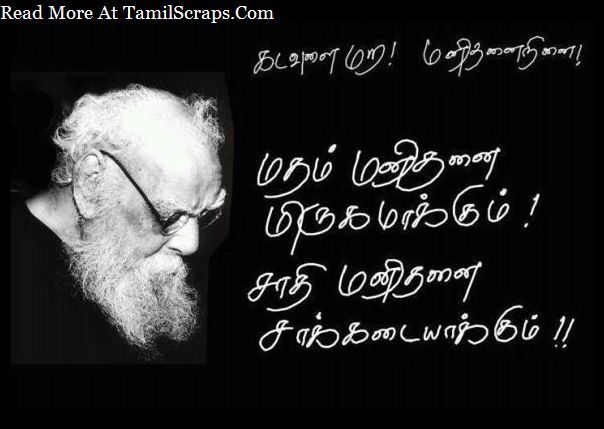 Read More At TamilScraps.Com
கடவுளை மற! மனிதனைநினை!
மதம் மனிதனை
மிருகமாக்கும்!
சாதி மனிதனை
சாக்கடையாக்கும்!!